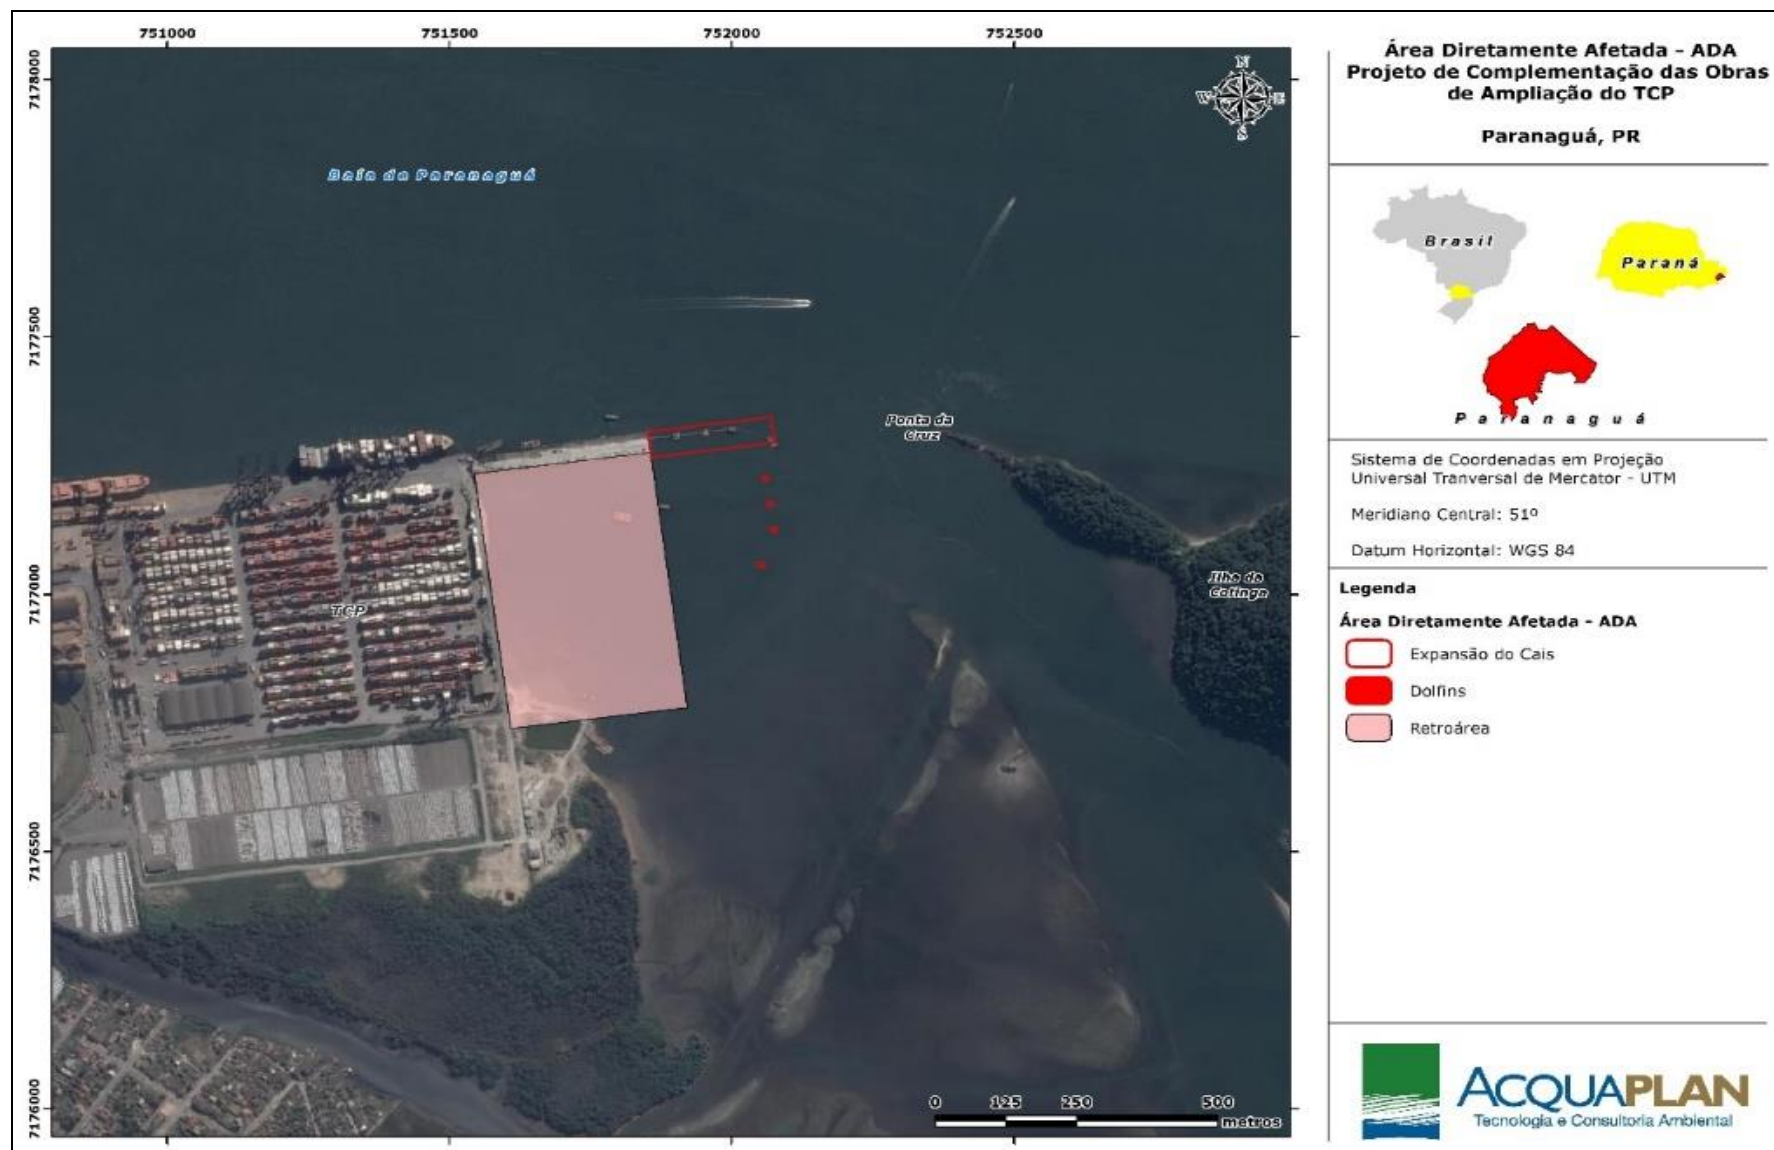 751000
751500
752000
752500
7178000
7177500
7177000
7176500
7176000
N
W
E
S
Baía de Paranaguá
Ponta da
Cruz
Ilha da
Cotinga
TCP
0 125 250 500
metros
Área Diretamente Afetada - ADA
Projeto de Complementação das Obras
de Ampliação do TCP
Paranaguá, PR
Brasil
Paraná
Paranaguá
Sistema de Coordenadas em Projeção
Universal Tranversal de Mercator - UTM
Meridiano Central: 51º
Datum Horizontal: WGS 84
Legenda
Área Diretamente Afetada - ADA
Expansão do Cais
Dolfins
Retroárea
ACQUAPLAN
Tecnologia e Consultoria Ambiental